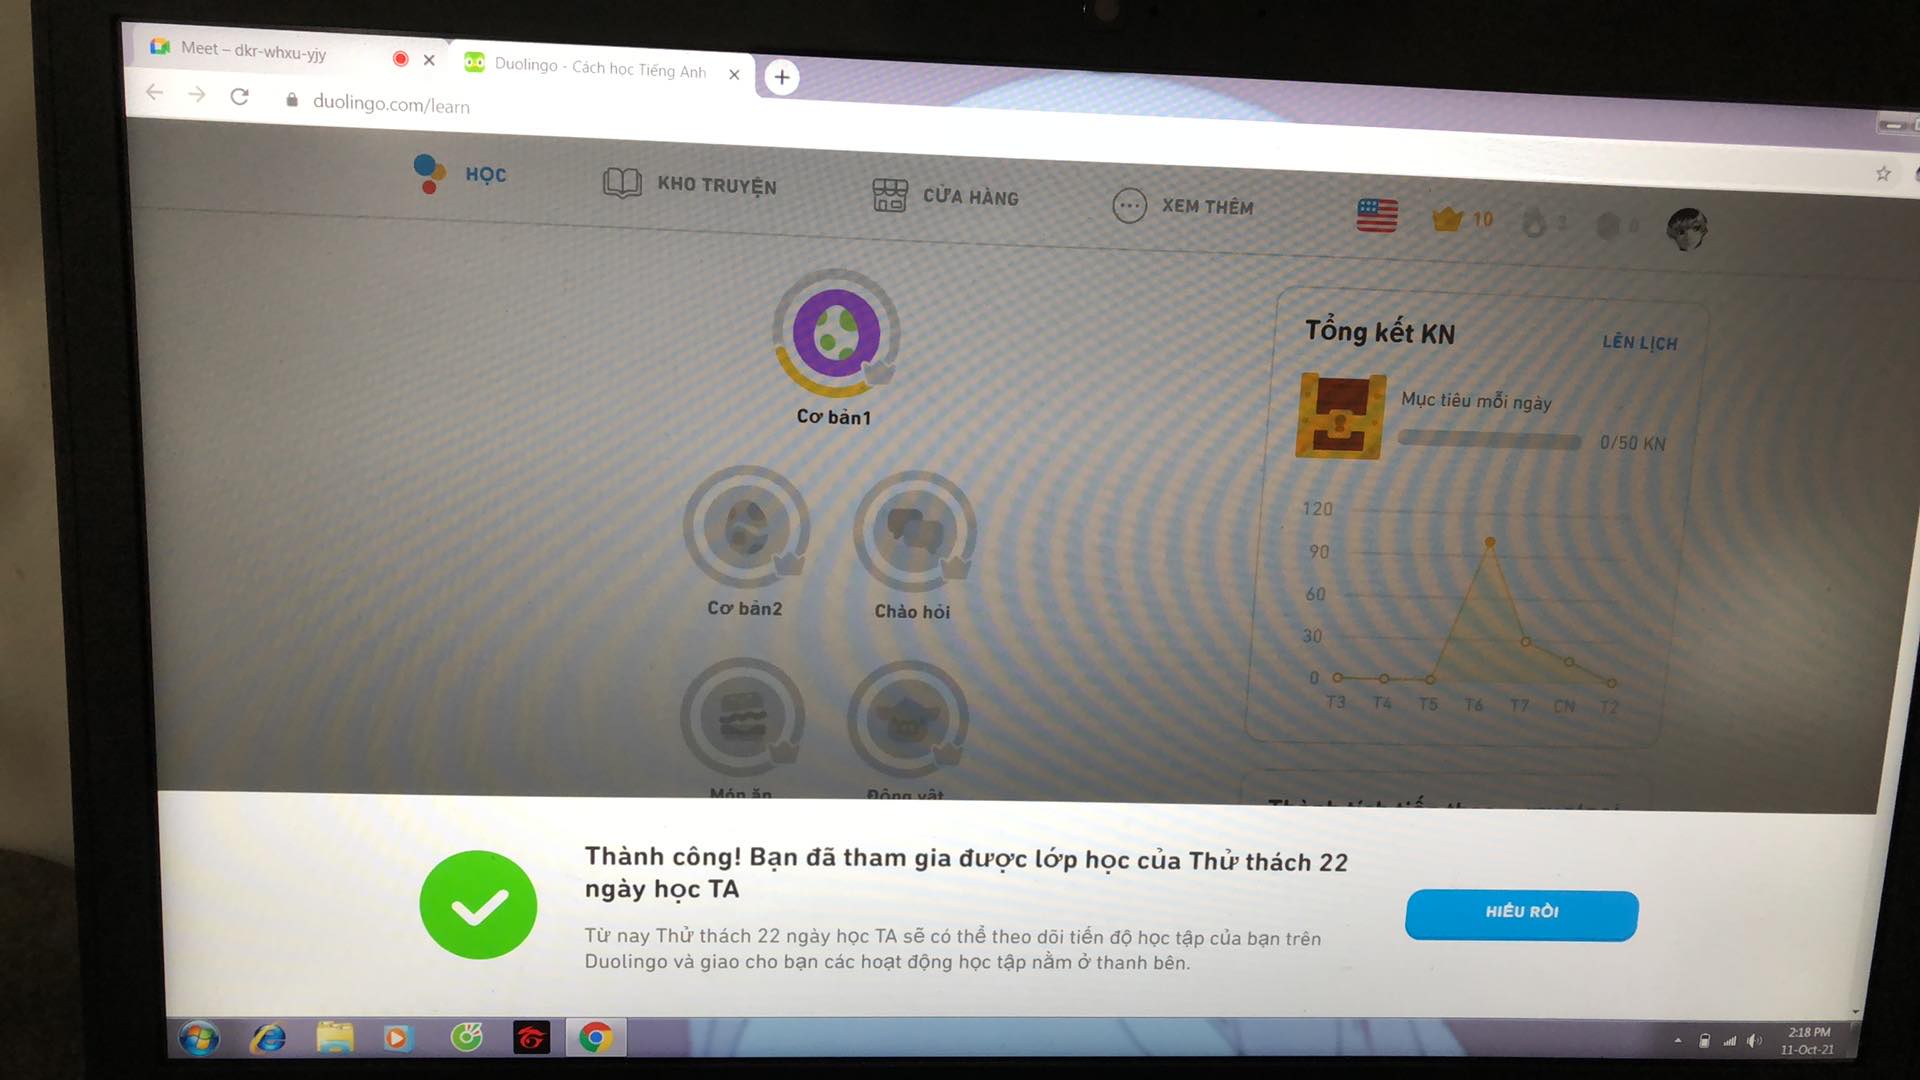 Meet – dkr-whxu-yjy
Duolingo - Cách học Tiếng Anh
duolingo.com/learn
HỌC
KHO TRUYỆN
CỬA HÀNG
XEM THÊM
10
Cơ bản1
Tổng kết KN
LÊN LỊCH
Mục tiêu mỗi ngày
0/50 KN
Cơ bản2
Chào hỏi
120
90
60
30
0
T3 T4 T5 T6 T7 CN T2
Món ăn
Động vật
Thành công! Bạn đã tham gia được lớp học của Thử thách 22
ngày học TA
Từ nay Thử thách 22 ngày học TA sẽ có thể theo dõi tiến độ học tập của bạn trên
Duolingo và giao cho bạn các hoạt động học tập nằm ở thanh bên.
HIỂU RỒI
2:18 PM
11-Oct-21